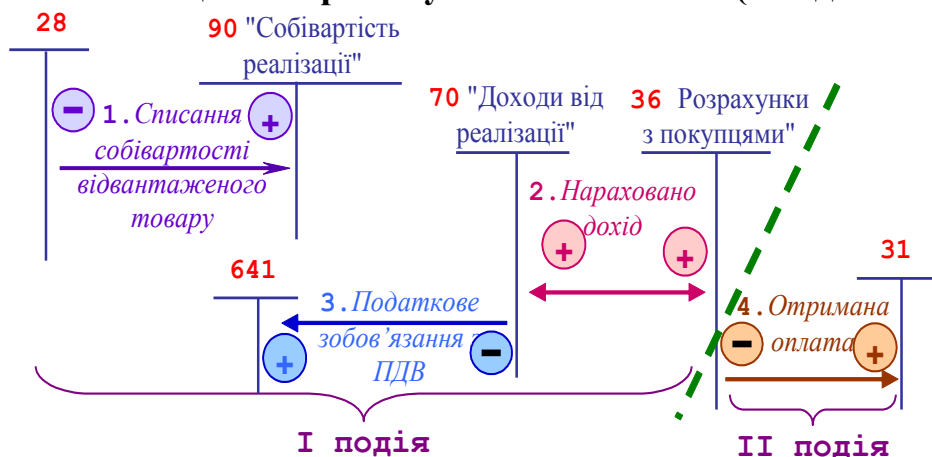 28
90 "Собівартість
реалізації"
70 "Доходи від
реалізації"
36 Розрахунки
з покупцями"
−
1.Списання
+
собівартості
відвантаженого
товару
2.Нараховано
дохід
+
+
641
31
3.Податкове
зобов’язання з
ПДВ
+
−
4.Отримана
оплата
−
+
I подія
II подія